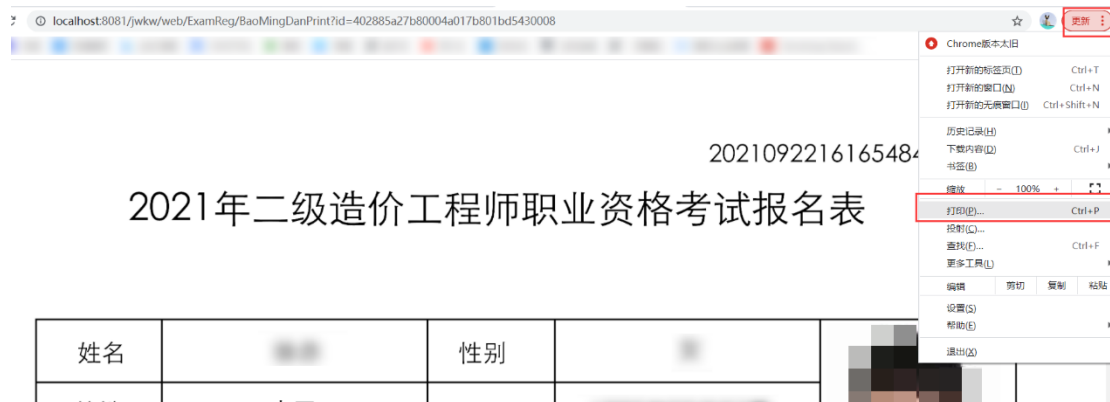 localhost:8081/jwkw/web/ExamReg/BaoMingDanPrint?id=402885a27b80004a017b801bd5430008
更新
Chrome版本太旧
打开新的标签页(T) Ctrl+T
打开新的窗口(N) Ctrl+N
打开新的无痕窗口(I) Ctrl+Shift+N
历史记录(H)
下载内容(D) Ctrl+J
书签(B)
缩放 - 100% +
打印(P)... Ctrl+P
投射(C)...
查找(F)... Ctrl+F
更多工具(L)
编辑 剪切 复制 粘贴
设置(S)
帮助(E)
退出(X)
2021092216165484
2021年二级造价工程师职业资格考试报名表
姓名 性别